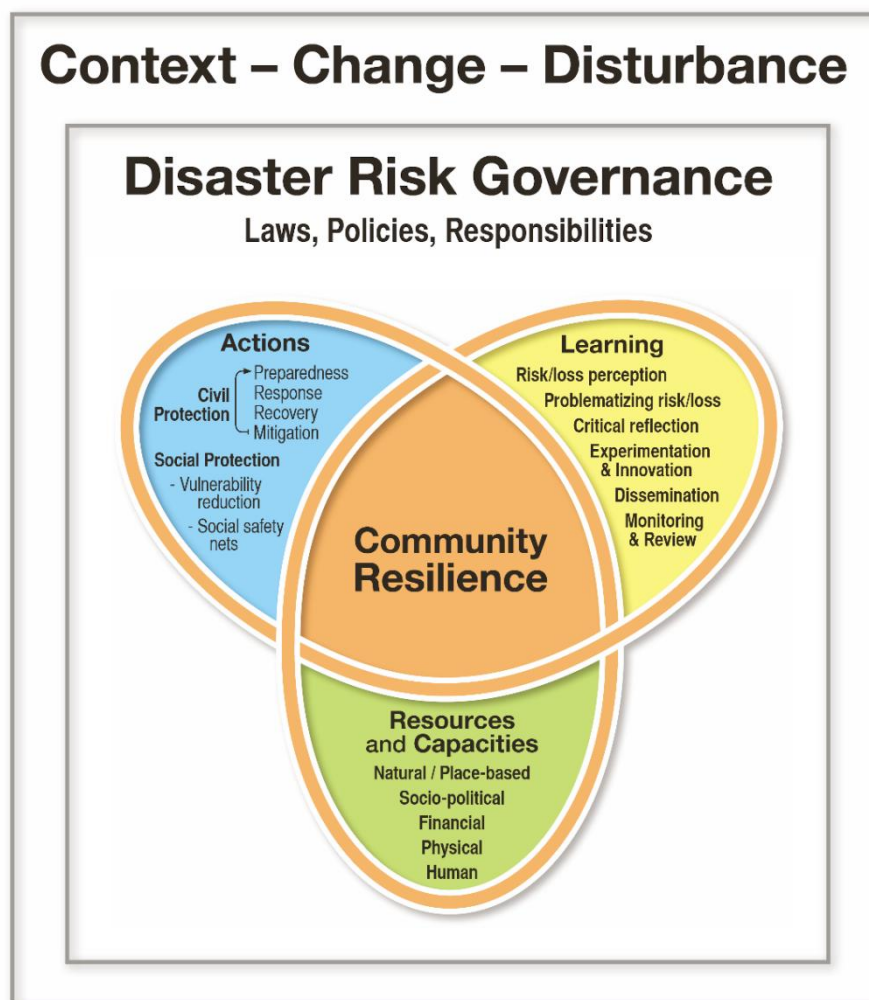 Context – Change – Disturbance
Disaster Risk Governance
Laws, Policies, Responsibilities
Actions
Civil Protection
Preparedness
Response
Recovery
Mitigation
Social Protection
- Vulnerability
reduction
- Social safety
nets
Learning
Risk/loss perception
Problematizing risk/loss
Critical reflection
Experimentation
& Innovation
Dissemination
Monitoring
& Review
Community
Resilience
Resources
and Capacities
Natural / Place-based
Socio-political
Financial
Physical
Human